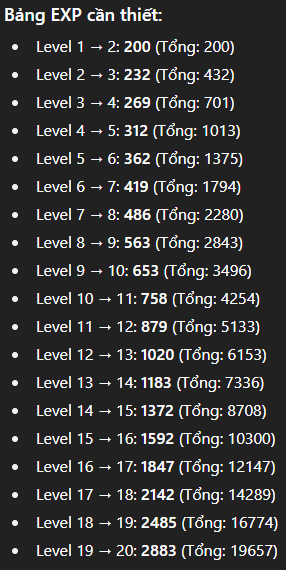 Bảng EXP cần thiết:
• Level 1 → 2: 200 (Tổng: 200)
• Level 2 → 3: 232 (Tổng: 432)
• Level 3 → 4: 269 (Tổng: 701)
• Level 4 → 5: 312 (Tổng: 1013)
• Level 5 → 6: 362 (Tổng: 1375)
• Level 6 → 7: 419 (Tổng: 1794)
• Level 7 → 8: 486 (Tổng: 2280)
• Level 8 → 9: 563 (Tổng: 2843)
• Level 9 → 10: 653 (Tổng: 3496)
• Level 10 → 11: 758 (Tổng: 4254)
• Level 11 → 12: 879 (Tổng: 5133)
• Level 12 → 13: 1020 (Tổng: 6153)
• Level 13 → 14: 1183 (Tổng: 7336)
• Level 14 → 15: 1372 (Tổng: 8708)
• Level 15 → 16: 1592 (Tổng: 10300)
• Level 16 → 17: 1847 (Tổng: 12147)
• Level 17 → 18: 2142 (Tổng: 14289)
• Level 18 → 19: 2485 (Tổng: 16774)
• Level 19 → 20: 2883 (Tổng: 19657)